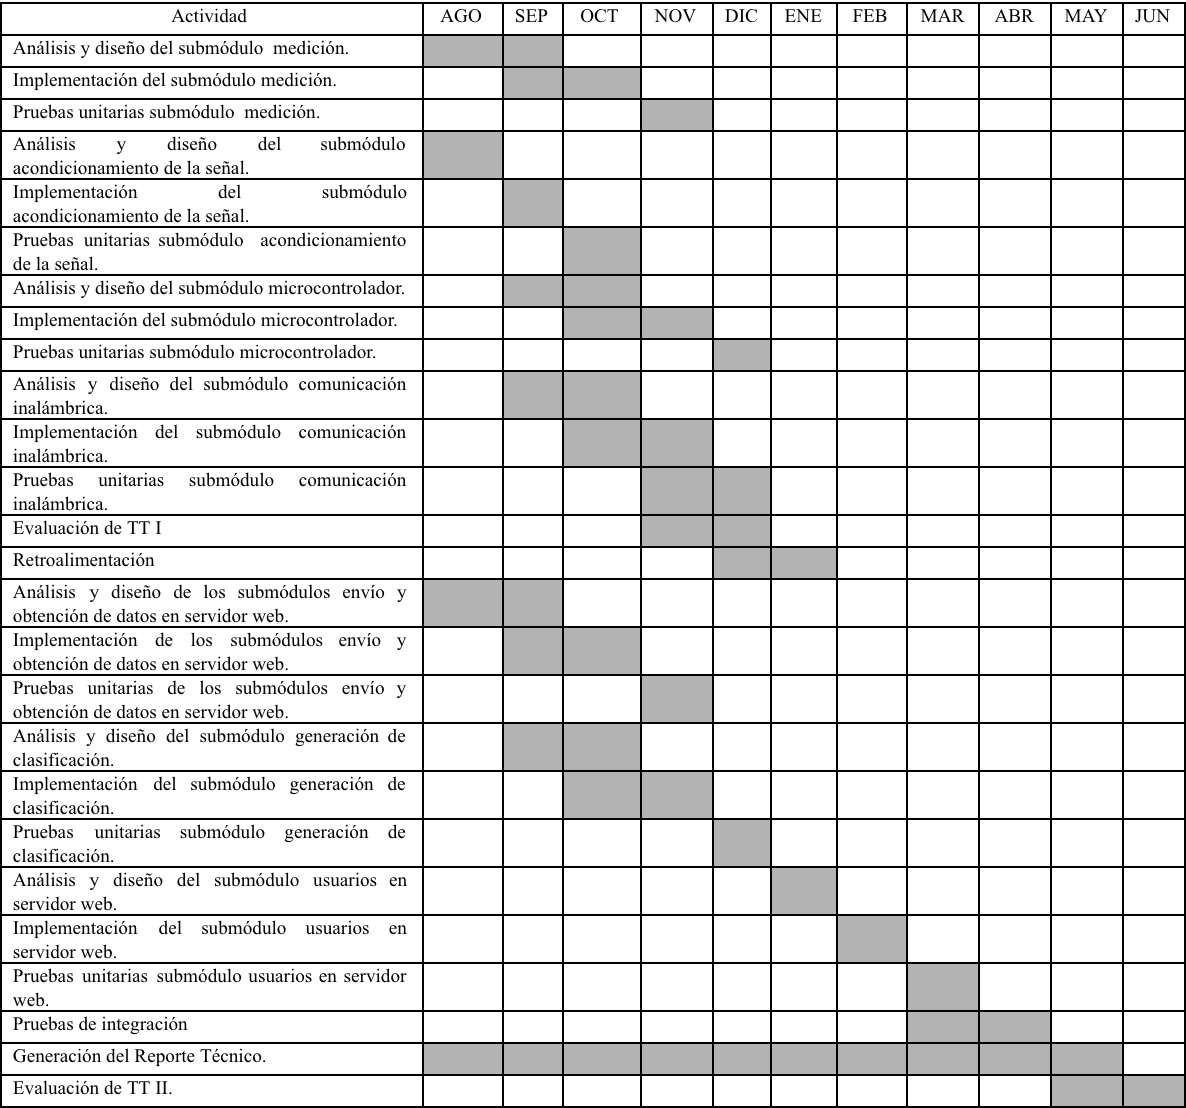 Actividad AGO SEP OCT NOV DIC ENE FEB MAR ABR MAY JUN
Análisis y diseño del submódulo medición.
Implementación del submódulo medición.
Pruebas unitarias submódulo medición.
Análisis y diseño del submódulo
acondicionamiento de la señal.
Implementación del submódulo
acondicionamiento de la señal.
Pruebas unitarias submódulo acondicionamiento
de la señal.
Análisis y diseño del submódulo microcontrolador.
Implementación del submódulo microcontrolador.
Pruebas unitarias submódulo microcontrolador.
Análisis y diseño del submódulo comunicación
inalámbrica.
Implementación del submódulo comunicación
inalámbrica.
Pruebas unitarias submódulo comunicación
inalámbrica.
Evaluación de TT I
Retroalimentación
Análisis y diseño de los submódulos envío y
obtención de datos en servidor web.
Implementación de los submódulos envío y
obtención de datos en servidor web.
Pruebas unitarias de los submódulos envío y
obtención de datos en servidor web.
Análisis y diseño del submódulo generación de
clasificación.
Implementación del submódulo generación de
clasificación.
Pruebas unitarias submódulo generación de
clasificación.
Análisis y diseño del submódulo usuarios en
servidor web.
Implementación del submódulo usuarios en
servidor web.
Pruebas unitarias submódulo usuarios en servidor
web.
Pruebas de integración
Generación del Reporte Técnico.
Evaluación de TT II.